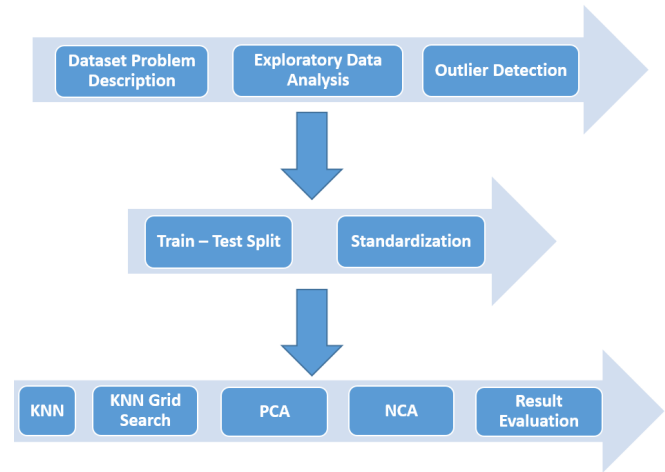 Dataset Problem
Description
Exploratory Data
Analysis
Outlier Detection
Train – Test Split
Standardization
KNN
KNN Grid
Search
PCA
NCA
Result
Evaluation